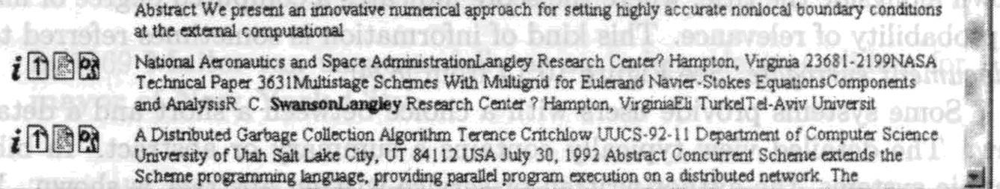 Abstract We present an innovative numerical approach for setting highly accurate nonlocal boundary conditions
at the external computational
National Aeronautics and Space AdministrationLangley Research Center? Hampton, Virginia 23681-2199NASA
Technical Paper 3631Multistage Schemes With Multigrid for Eulerand Navier-Stokes EquationsComponents
and AnalysisR. C. SwansonLangley Research Center ? Hampton, VirginiaEli TurkelTel-Aviv Universit
A Distributed Garbage Collection Algorithm Terence Critchlow UUCS-92-11 Department of Computer Science
University of Utah Salt Lake City, UT 84112 USA July 30, 1992 Abstract Concurrent Scheme extends the
Scheme programming language, providing parallel program execution on a distributed network. The